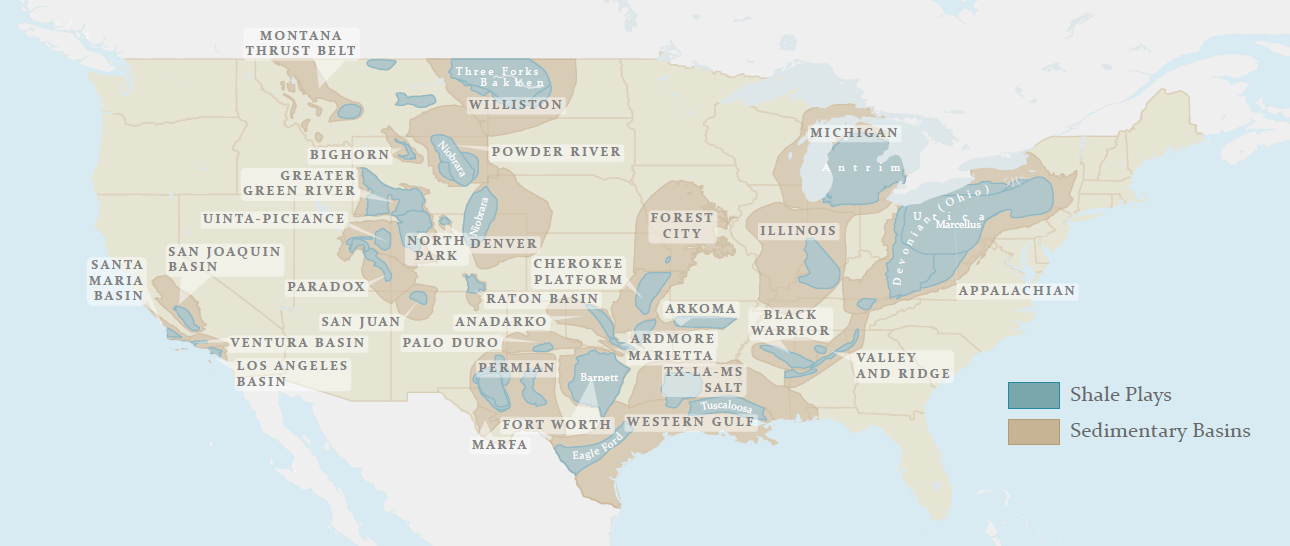 MONTANA
THRUST BELT
Three Forks
Bakken
WILLISTON
MICHIGAN
BIGHORN
Niobrara
POWDER RIVER
Antrim
GREATER
GREEN RIVER
UINTA-PICEANCE
Niobrara
FOREST
CITY
ILLINOIS
Devonian (Ohio)
Utica
Marcellus
NORTH
PARK
DENVER
SAN JOAQUIN
BASIN
SANTA
MARIA
BASIN
CHEROKEE
PLATFORM
PARADOX
RATON BASIN
APPALACHIAN
SAN JUAN
ANADARKO
ARKOMA
BLACK
WARRIOR
VENTURA BASIN
PALO DURO
ARDMORE
MARIETTA
VALLEY
AND RIDGE
LOS ANGELES
BASIN
PERMIAN
Barnett
TX-LA-MS
SALT
Tuscaloosa
FORT WORTH
WESTERN GULF
MARFA
Eagle Ford
Shale Plays
Sedimentary Basins